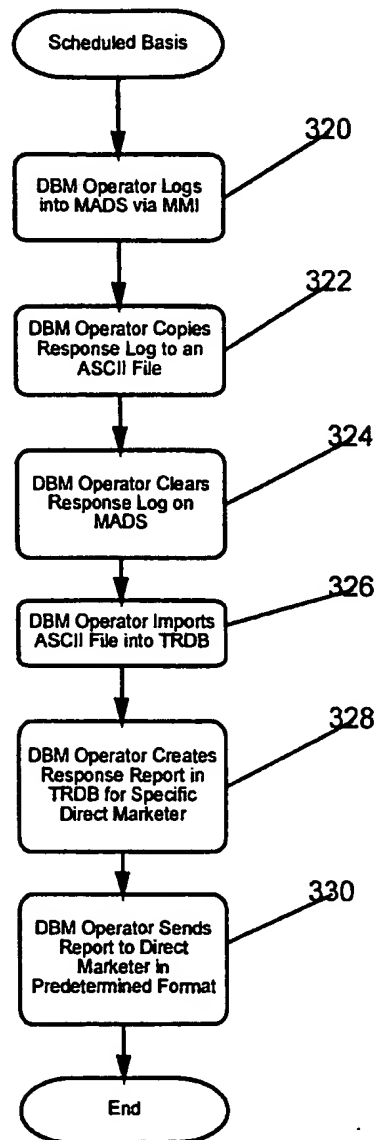 Scheduled Basis
320
DBM Operator Logs
into MADS via MMI
322
DBM Operator Copies
Response Log to an
ASCII File
324
DBM Operator Clears
Response Log on
MADS
326
DBM Operator Imports
ASCII File into TRDB
328
DBM Operator Creates
Response Report in
TRDB for Specific
Direct Marketer
330
DBM Operator Sends
Report to Direct
Marketer in
Predetermined Format
End